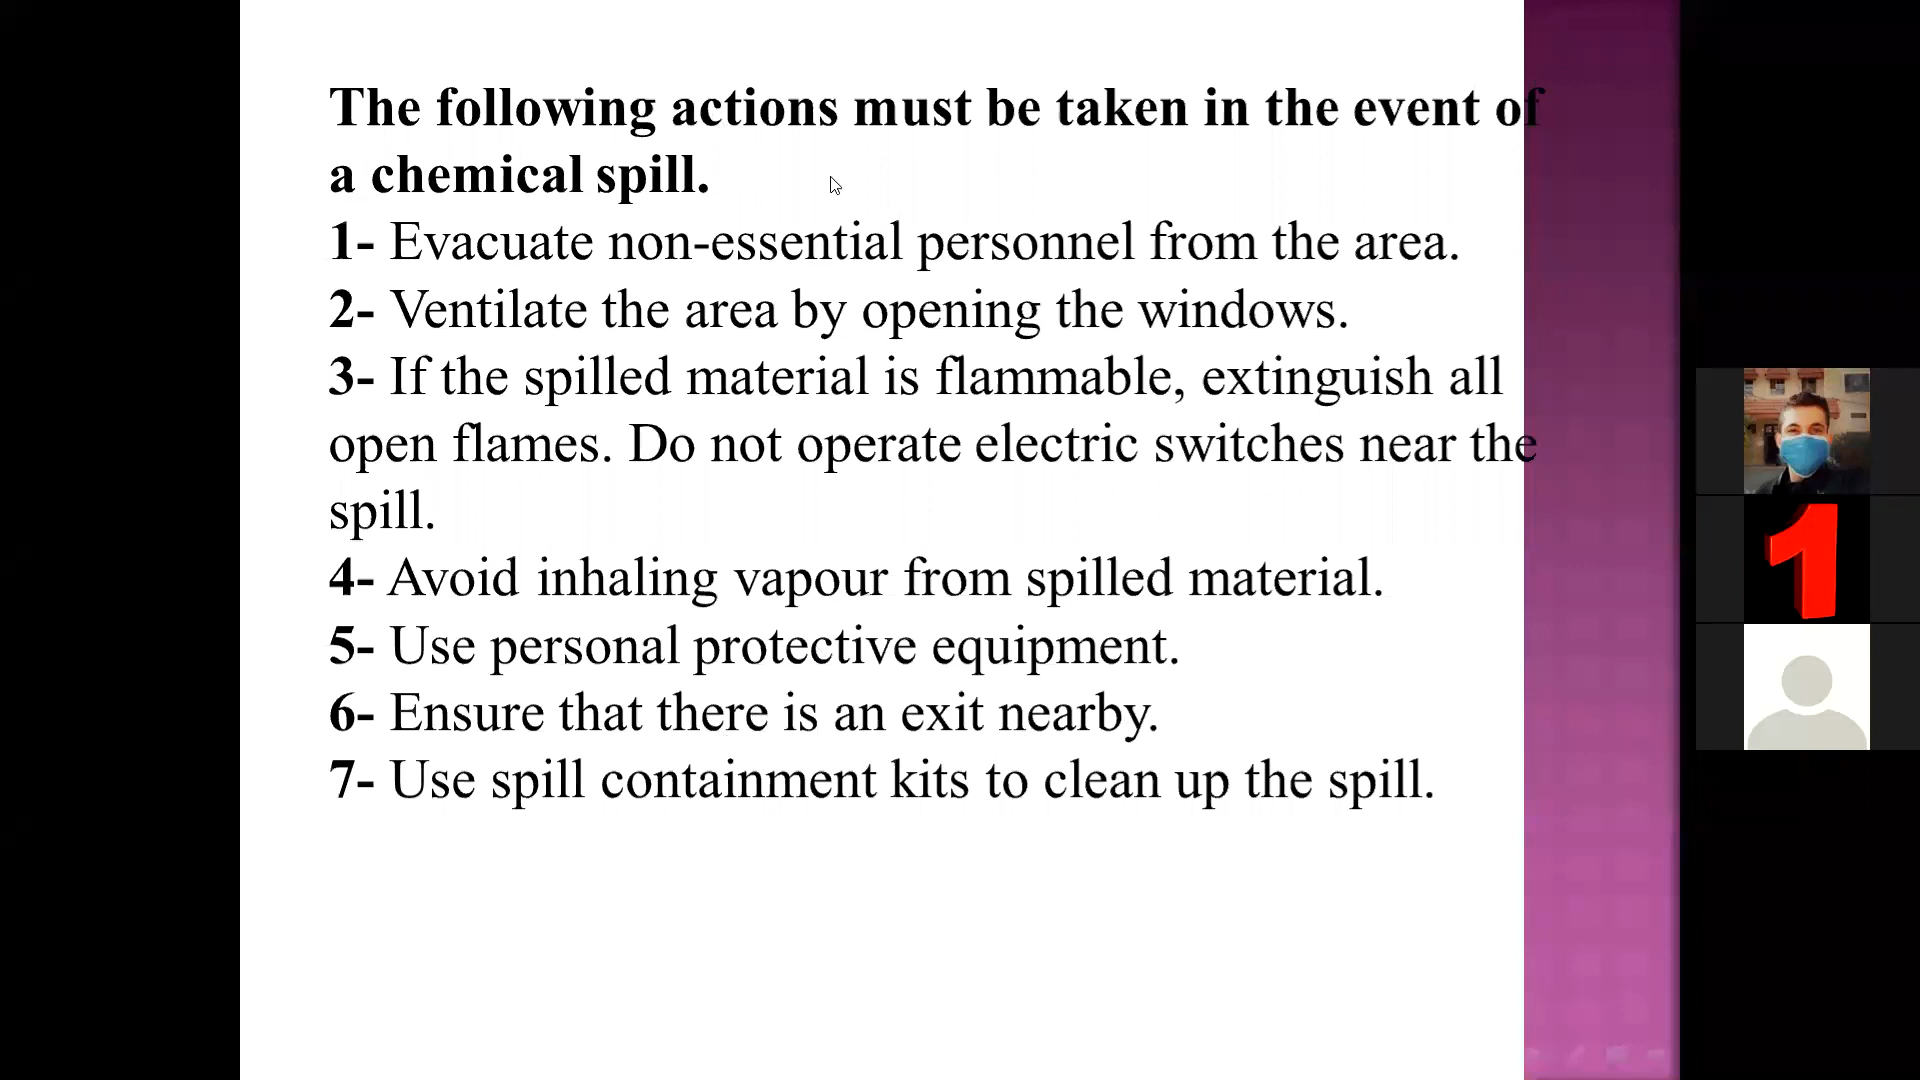 The following actions must be taken in the event of
a chemical spill.
1- Evacuate non-essential personnel from the area.
2- Ventilate the area by opening the windows.
3- If the spilled material is flammable, extinguish all
open flames. Do not operate electric switches near the
spill.
4- Avoid inhaling vapour from spilled material.
5- Use personal protective equipment.
6- Ensure that there is an exit nearby.
7- Use spill containment kits to clean up the spill.
1